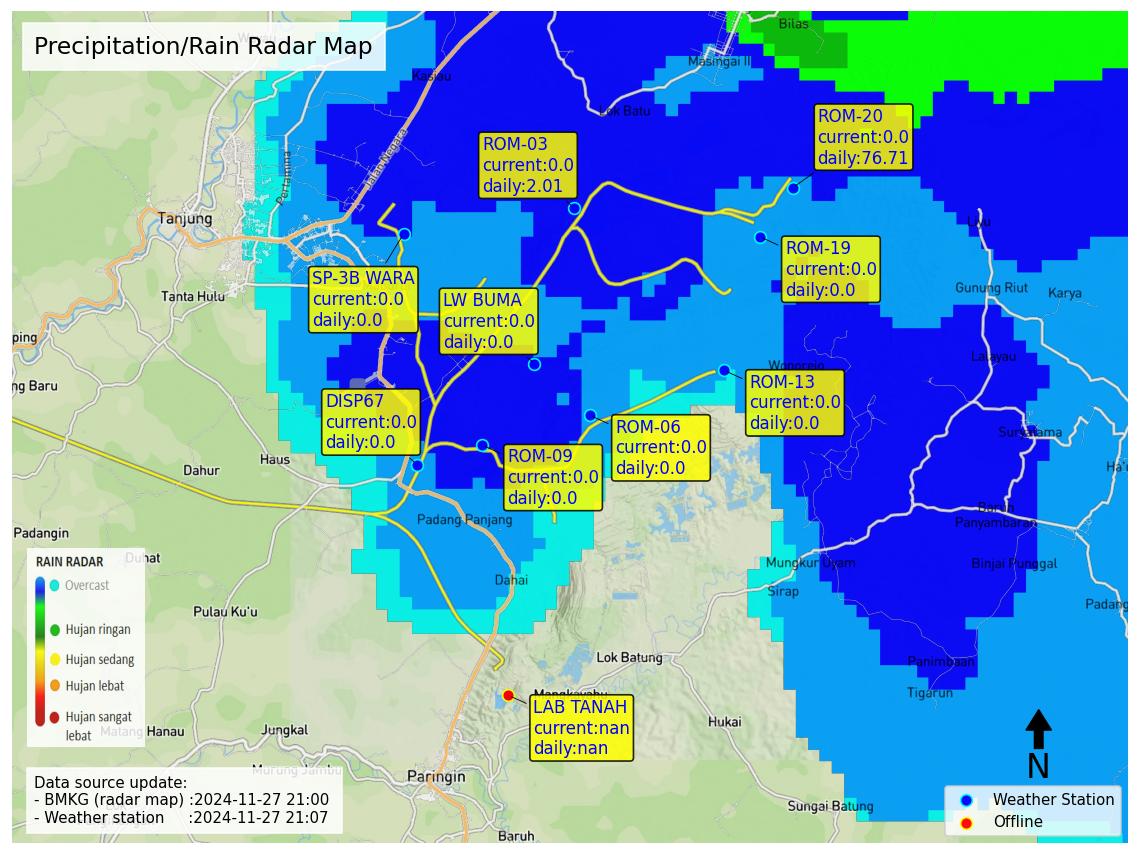 Precipitation/Rain Radar Map
Bilas
Masingai II
Kasiau
Lok Batu
ROM-20
current:0.0
daily:76.71
ROM-03
current:0.0
daily:2.01
Jalan Negara
Pertamina
Tanjung
Liyu
ROM-19
current:0.0
daily:0.0
SP-3B WARA
current:0.0
daily:0.0
LW BUMA
current:0.0
daily:0.0
Tanta Hulu
Gunung Riut
Karya
ping
Lalayau
Wonorejo
ng Baru
ROM-13
current:0.0
daily:0.0
DISP67
current:0.0
daily:0.0
ROM-06
current:0.0
daily:0.0
ROM-09
current:0.0
daily:0.0
Haus
Dahur
Padang Panjang
Padangin
Baruh
Panyambaran
Duhat
Mungkur Uyam
Binjai Punggal
Dahai
Sirap
Padang
Pulau Ku'u
RAIN RADAR
Overcast
Hujan ringan
Hujan sedang
Hujan lebat
Hujan sangat
lebat
Lok Batung
Panimbaan
Tigarun
LAB TANAH
current:nan
daily:nan
Hukai
Matang Hanau
Jungkal
Murung Jambu
Paringin
Sungai Batung
Baruh
N
Data source update:
- BMKG (radar map) :2024-11-27 21:00
- Weather station :2024-11-27 21:07
Weather Station
Offline